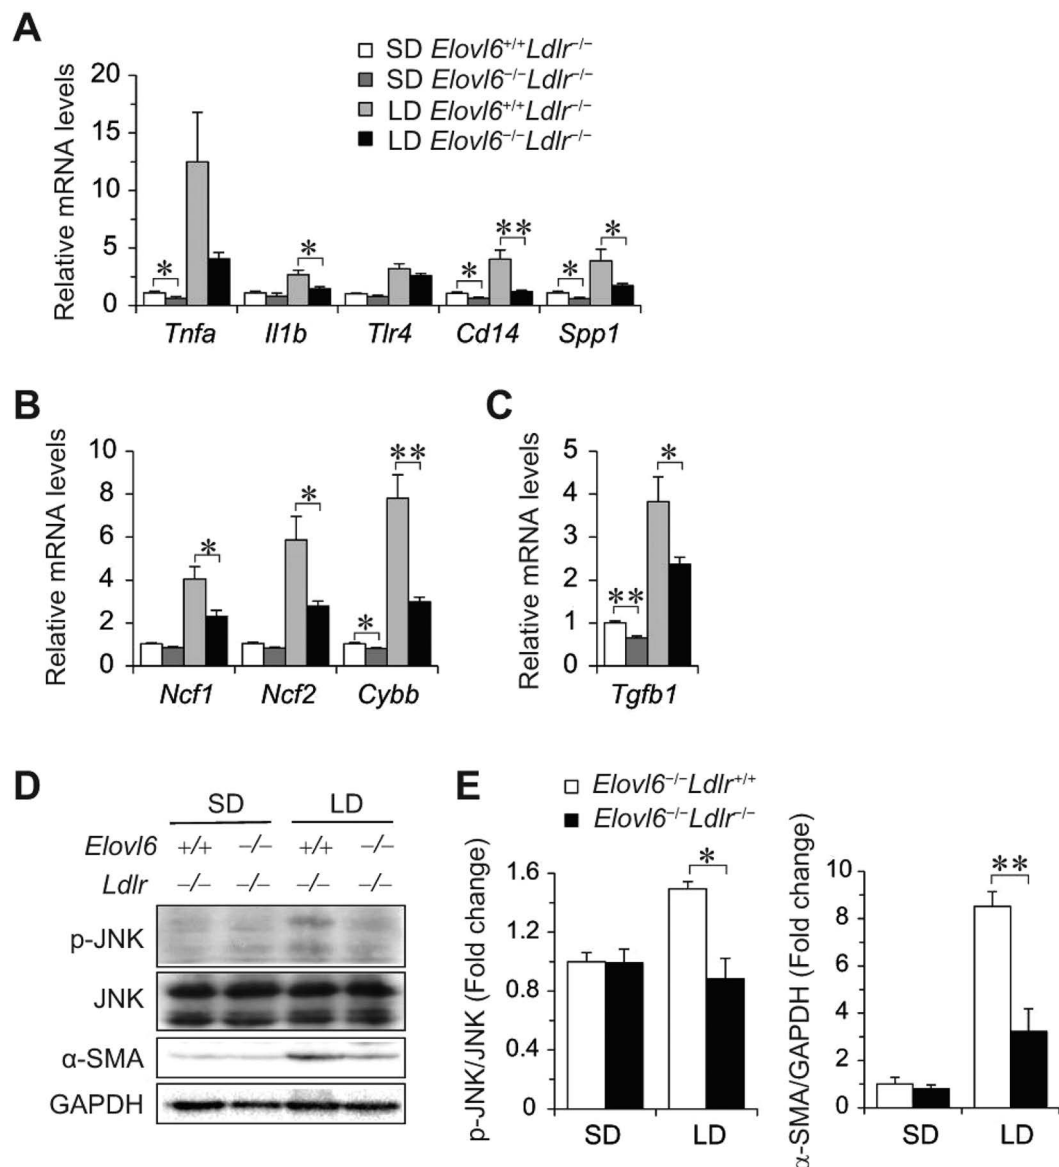 A
SD Elovl6+/+Ldlr−/−
SD Elovl6−/−Ldlr−/−
LD Elovl6+/+Ldlr−/−
LD Elovl6−/−Ldlr−/−
Relative mRNA levels
20
15
10
5
0
*
*
*
**
*
*
Tnfa Il1b Tlr4 Cd14 Spp1
B
Relative mRNA levels
10
8
6
4
2
0
*
*
*
**
Ncf1 Ncf2 Cybb
C
Relative mRNA levels
5
4
3
2
1
0
**
*
Tgfb1
D
SD LD
Elovl6 +/+ −/− +/+ −/−
Ldlr −/− −/− −/− −/−
p-JNK
JNK
α-SMA
GAPDH
E
Elovl6−/−Ldlr+/+
Elovl6−/−Ldlr−/−
p-JNK/JNK (Fold change)
1.6
1.2
0.8
0.4
0
*
SD LD
α-SMA/GAPDH (Fold change)
10
8
6
4
2
0
**
SD LD